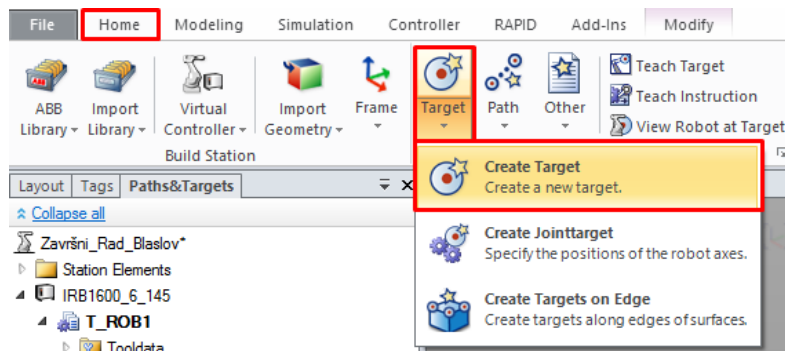 File Home Modeling Simulation Controller RAPID Add-Ins Modify
ABB Library
Import Library
Virtual Controller
Import Geometry
Frame
Target
Path
Other
Teach Target
Teach Instruction
View Robot at Target
Build Station
Create Target
Create a new target.
Create Jointtarget
Specify the positions of the robot axes.
Create Targets on Edge
Create targets along edges of surfaces.
Layout Tags Paths&Targets
Collapse all
Završni_Rad_Blaslov*
Station Elements
IRB1600_6_145
T_ROB1
Tooldata